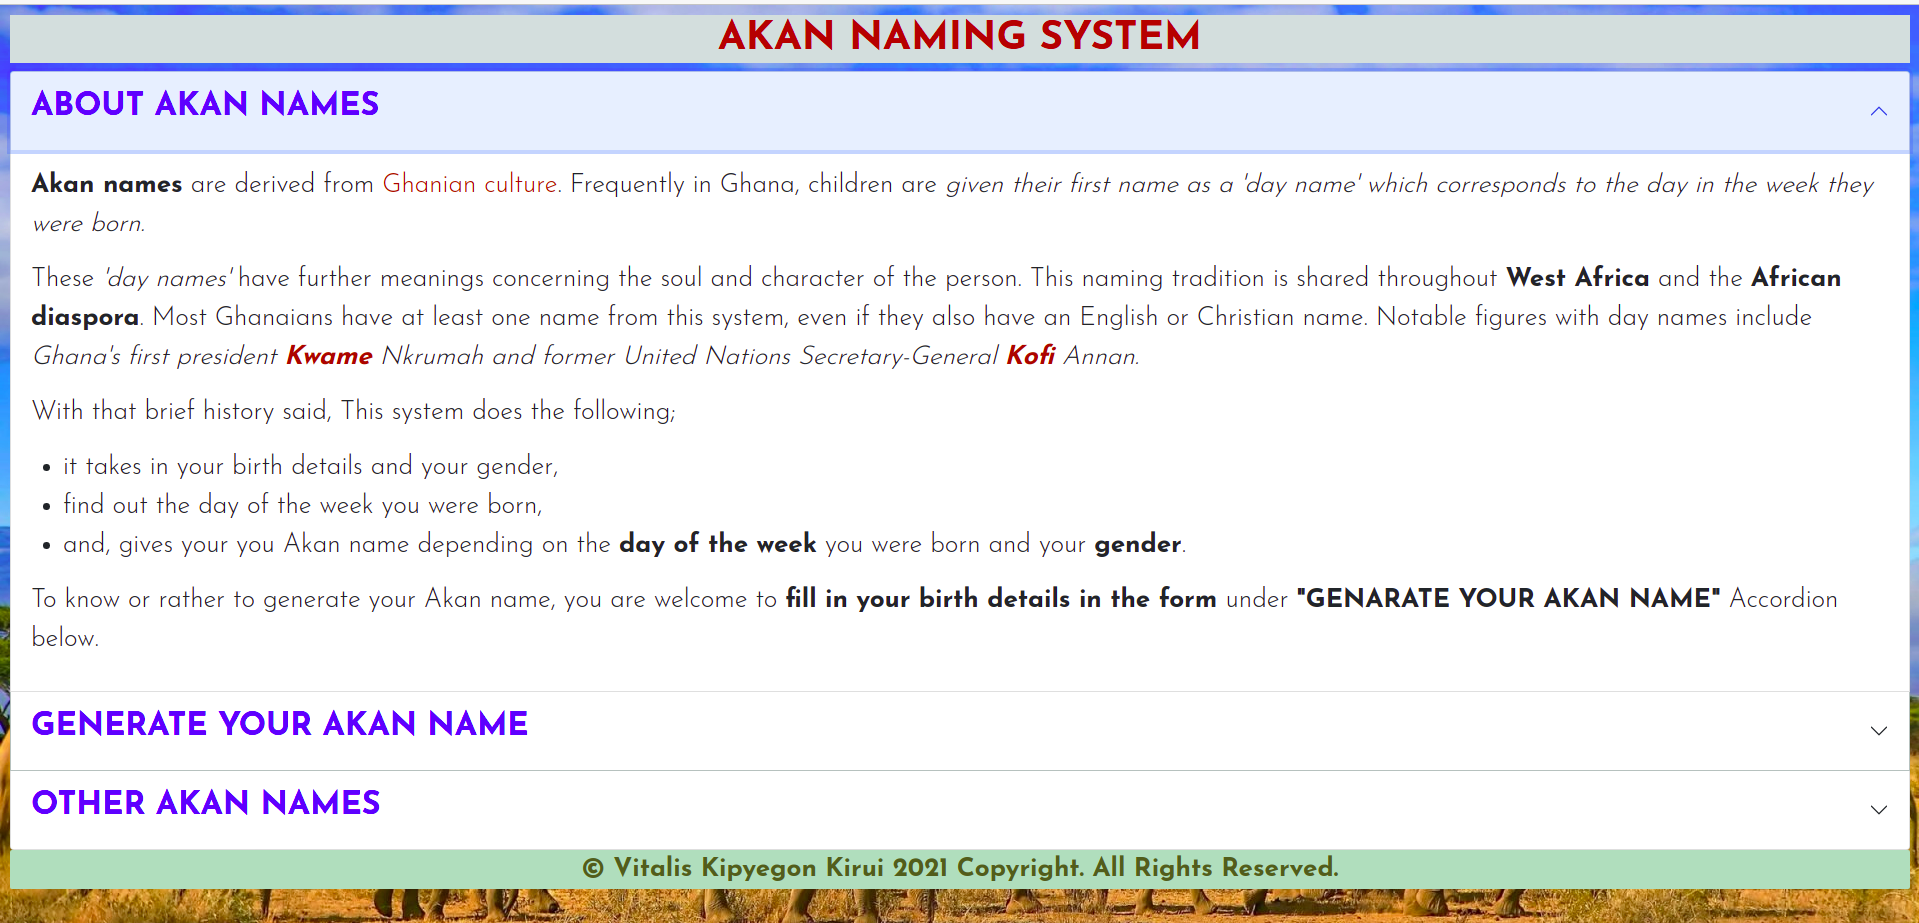 AKAN NAMING SYSTEM
ABOUT AKAN NAMES
Akan names are derived from Ghanian culture. Frequently in Ghana, children are given their first name as a 'day name' which corresponds to the day in the week they
were born.
These 'day names' have further meanings concerning the soul and character of the person. This naming tradition is shared throughout West Africa and the African
diaspora. Most Ghanaians have at least one name from this system, even if they also have an English or Christian name. Notable figures with day names include
Ghana's first president Kwame Nkrumah and former United Nations Secretary-General Kofi Annan.
With that brief history said, This system does the following;
• it takes in your birth details and your gender,
• find out the day of the week you were born,
• and, gives your you Akan name depending on the day of the week you were born and your gender.
To know or rather to generate your Akan name, you are welcome to fill in your birth details in the form under "GENARATE YOUR AKAN NAME" Accordion
below.
GENERATE YOUR AKAN NAME
OTHER AKAN NAMES
© Vitalis Kipyegon Kirui 2021 Copyright. All Rights Reserved.